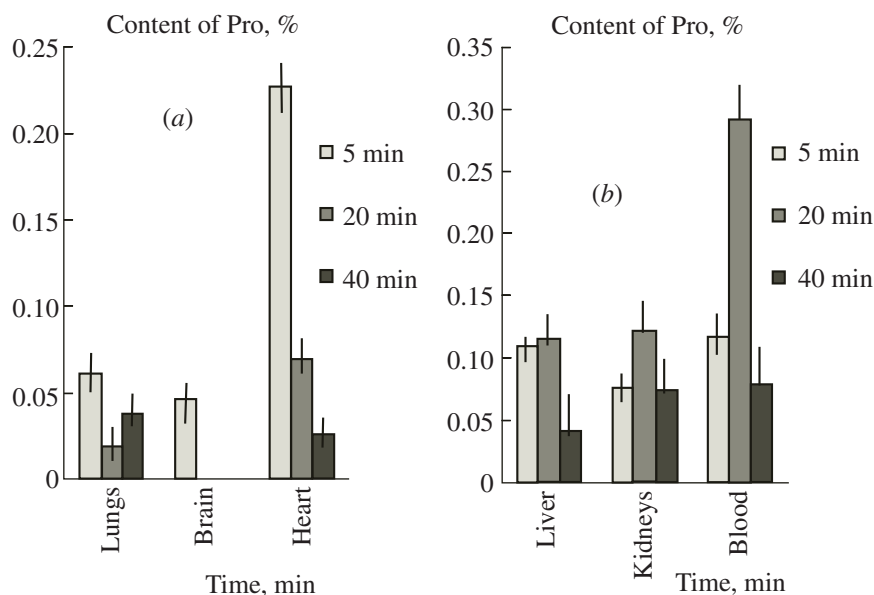 Content of Pro, %
0.25
0.20
0.15
0.10
0.05
0
(a)
5 min
20 min
40 min
Lungs
Brain
Heart
Time, min
Content of Pro, %
0.35
0.30
0.25
0.20
0.15
0.10
0.05
0
(b)
5 min
20 min
40 min
Liver
Kidneys
Blood
Time, min